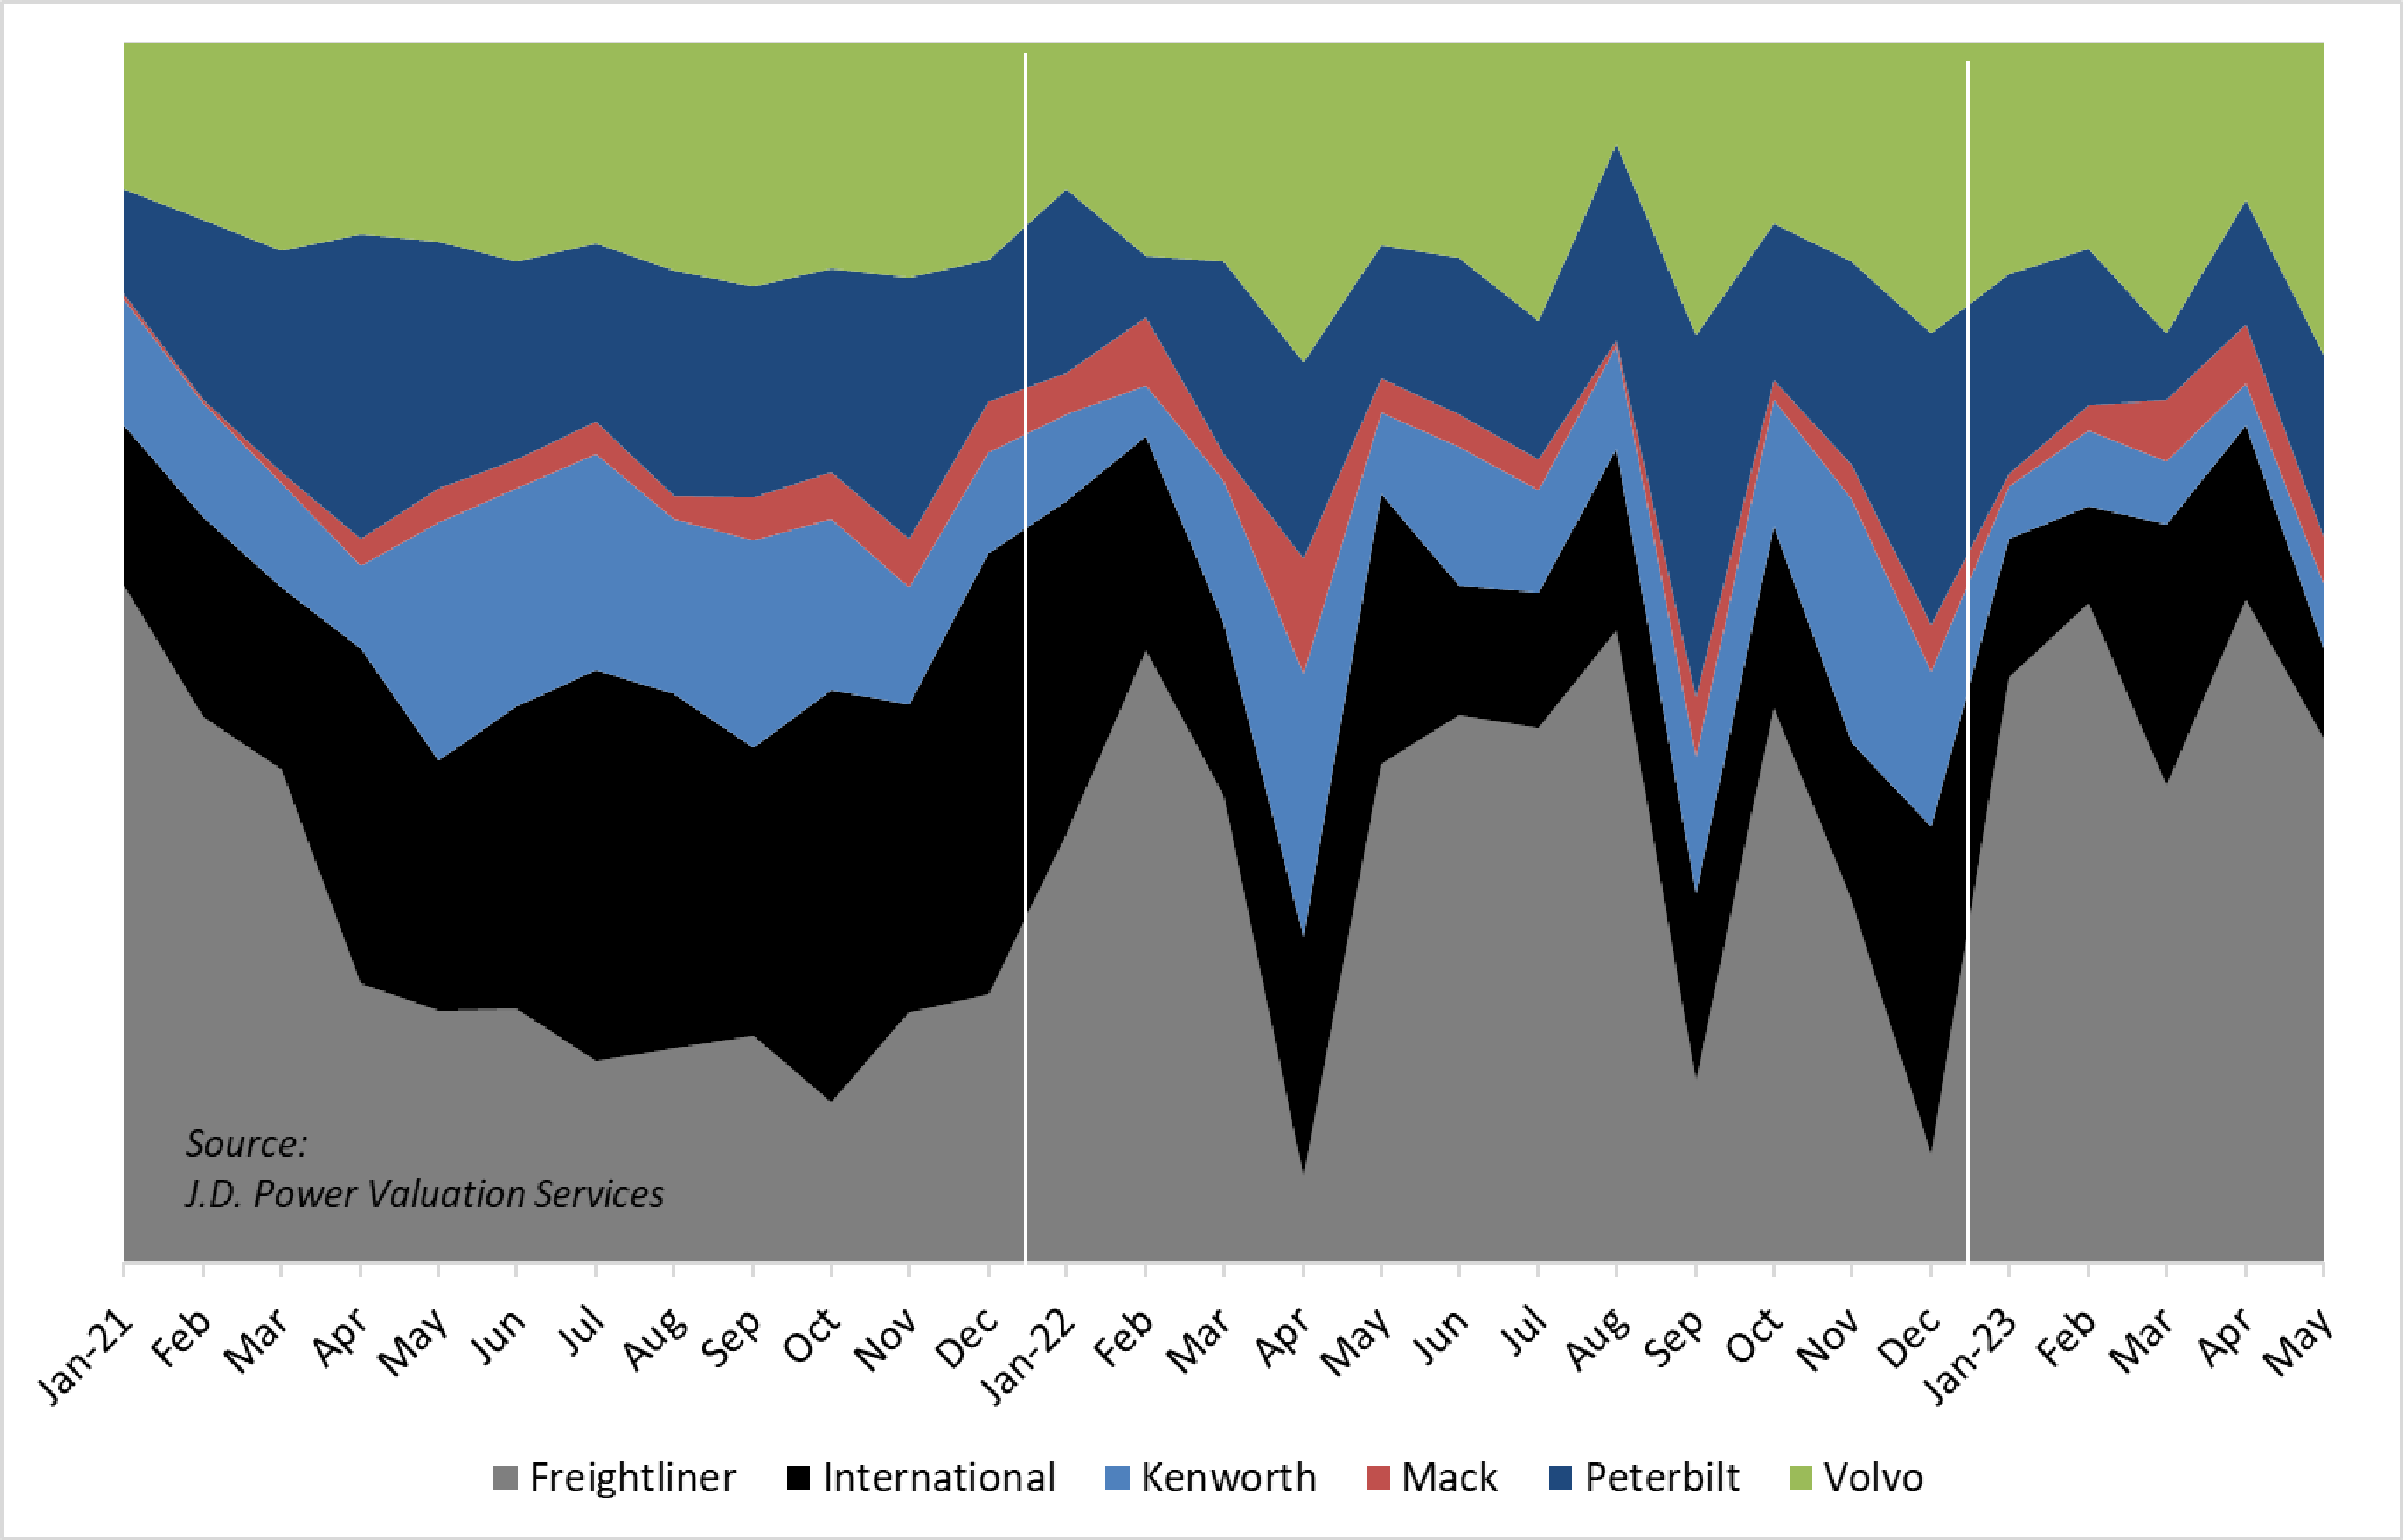 Source:
J.D. Power Valuation Services
Jan-21 Feb Mar Apr May Jun Jul Aug Sep Oct Nov Dec Jan-22 Feb Mar Apr May Jun Jul Aug Sep Oct Nov Dec Jan-23 Feb Mar Apr May
Freightliner International Kenworth Mack Peterbilt Volvo